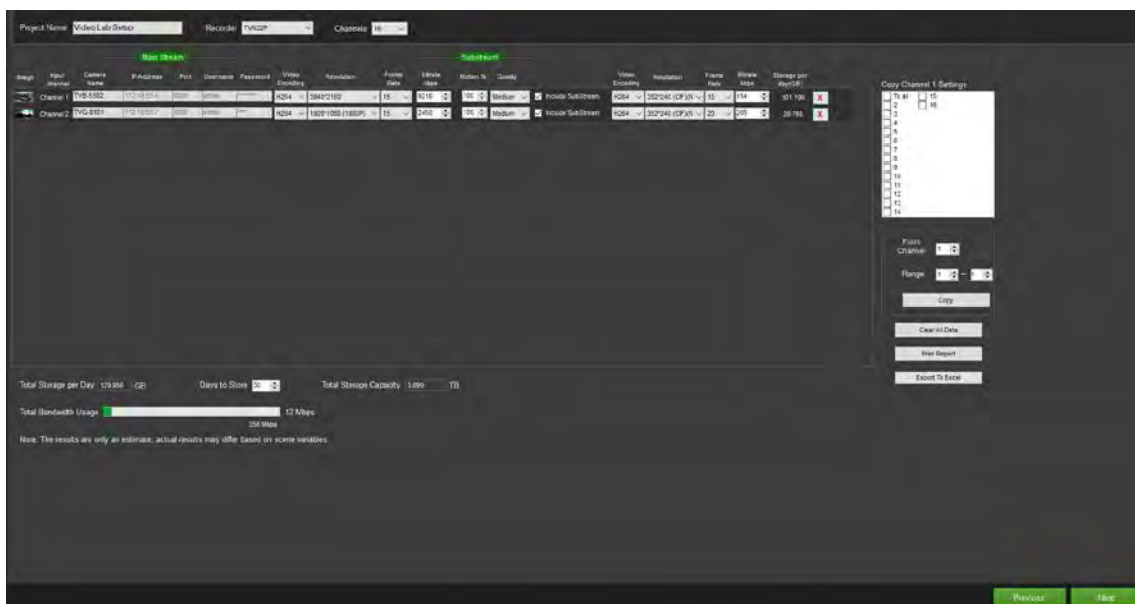 Project Name Video Lab Setup Recorder TVN22P Channels 16
Main Stream Substream
Image Input Channel Camera Name IP Address Port Username Password Video Encoding Resolution Frame Rate Bitrate kbps Motion % Quality Video Encoding Resolution Frame Rate Bitrate kbps Storage per day(GB)
Channel 1 TVB-5502 H264 3840*2160 15 100 Medium Include SubStream H264 352*240 (CIF)(N 15 X
Channel 2 H264 1920*1080 (1080P) 15 100 Medium Include SubStream H264 352*240 (CIF)(N 20 X
Copy Channel 1 Settings
To all 15
2 16
3
4
5
6
7
8
9
10
11
12
13
14
From Channel 1
Range 1 ~
Copy
Clear All Data
Print Report
Export To Excel
Total Storage per Day GB Days to Store 30 Total Storage Capacity 3.899 TB
Total Bandwidth Usage 12 Mbps
256 Mbps
Note: The results are only an estimate, actual results may differ based on scene variables.
Previous Next